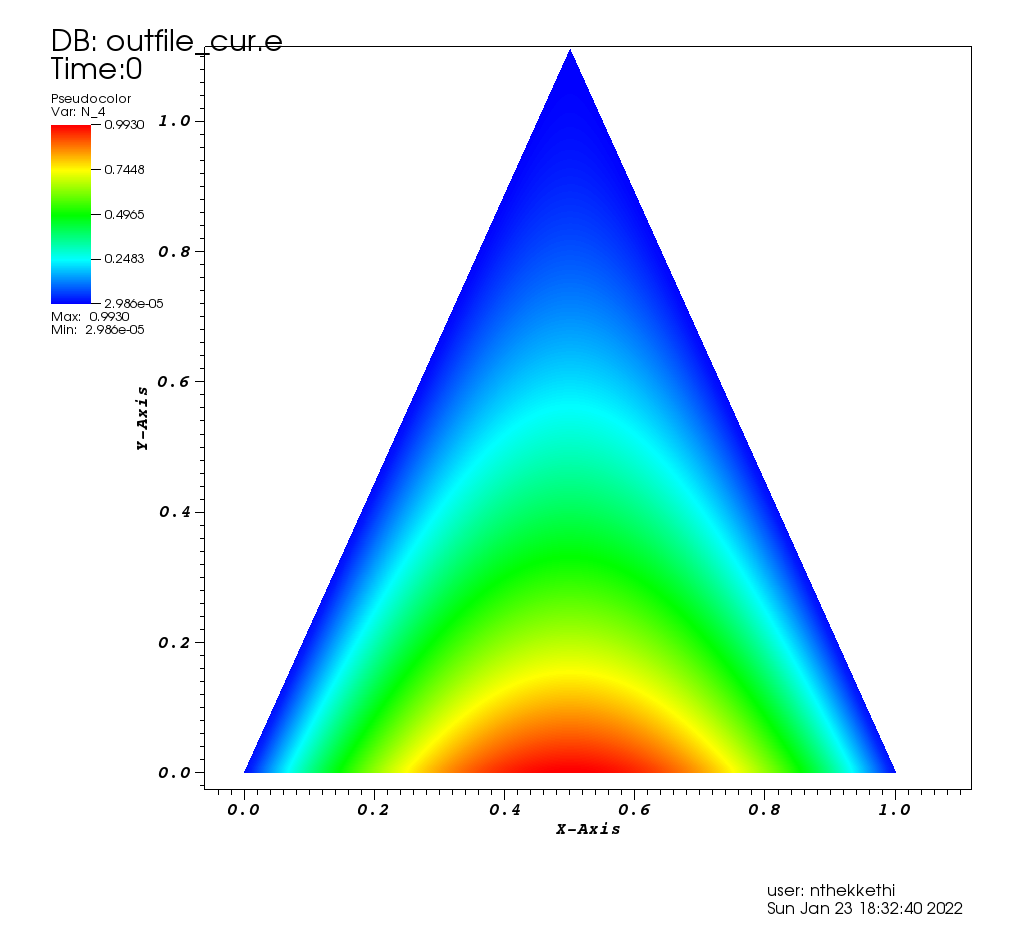 DB: outfile_cur.e
Time:0
Pseudocolor
Var: N_4
0.9930
0.7448
0.4965
0.2483
2.986e-05
Max: 0.9930
Min: 2.986e-05
1.0
0.8
0.6
0.4
0.2
0.0
Y-Axis
0.0 0.2 0.4 0.6 0.8 1.0
X-Axis
user: nthekkethi
Sun Jan 23 18:32:40 2022